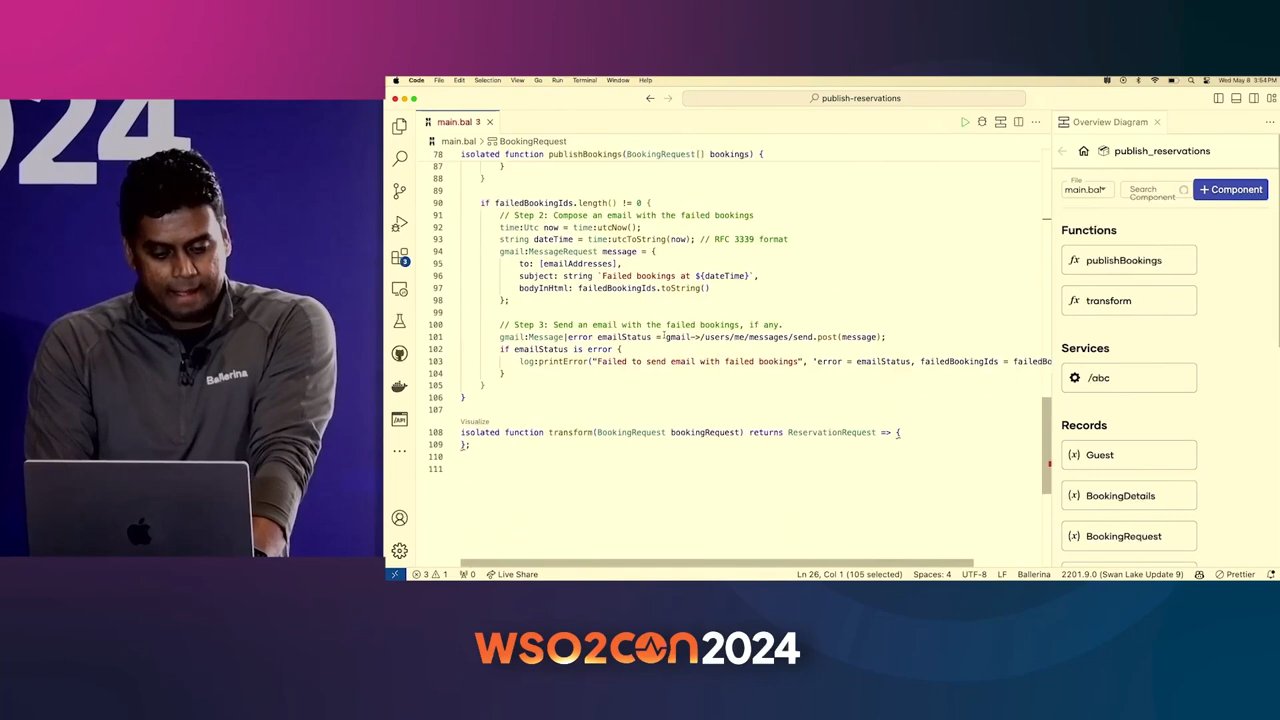 024
Ballerina
Code File Edit Selection View Go Run Terminal Window Help
Wed May 8 3:54PM
publish-reservations
main.bal 3
main.bal > BookingRequest
78 isolated function publishBookings(BookingRequest[] bookings) {
87 }
88 }
89
90 if failedBookingIds.length() != 0 {
91 // Step 2: Compose an email with the failed bookings
92 time:Utc now = time:utcNow();
93 string dateTime = time:utcToString(now); // RFC 3339 format
94 gmail:MessageRequest message = {
95 to: [emailAddresses],
96 subject: string `Failed bookings at ${dateTime}`,
97 bodyInHtml: failedBookingIds.toString()
98 };
99
100 // Step 3: Send an email with the failed bookings, if any.
101 gmail:Message|error emailStatus = gmail->/users/me/messages/send.post(message);
102 if emailStatus is error {
103 log:printError("Failed to send email with failed bookings", 'error = emailStatus, failedBookingIds = failedBo
104 }
105 }
106 }
107
Visualize
108 isolated function transform(BookingRequest bookingRequest) returns ReservationRequest => {
109 };
110
111
Overview Diagram
publish_reservations
File
main.bal
Search Component
+ Component
Functions
fx publishBookings
fx transform
Services
/abc
Records
(x) Guest
(x) BookingDetails
(x) BookingRequest
3
/API/
3 1 0 Live Share
Ln 26, Col 1 (105 selected) Spaces: 4 UTF-8 LF Ballerina 2201.9.0 (Swan Lake Update 9) Prettier
WSO2CON2024